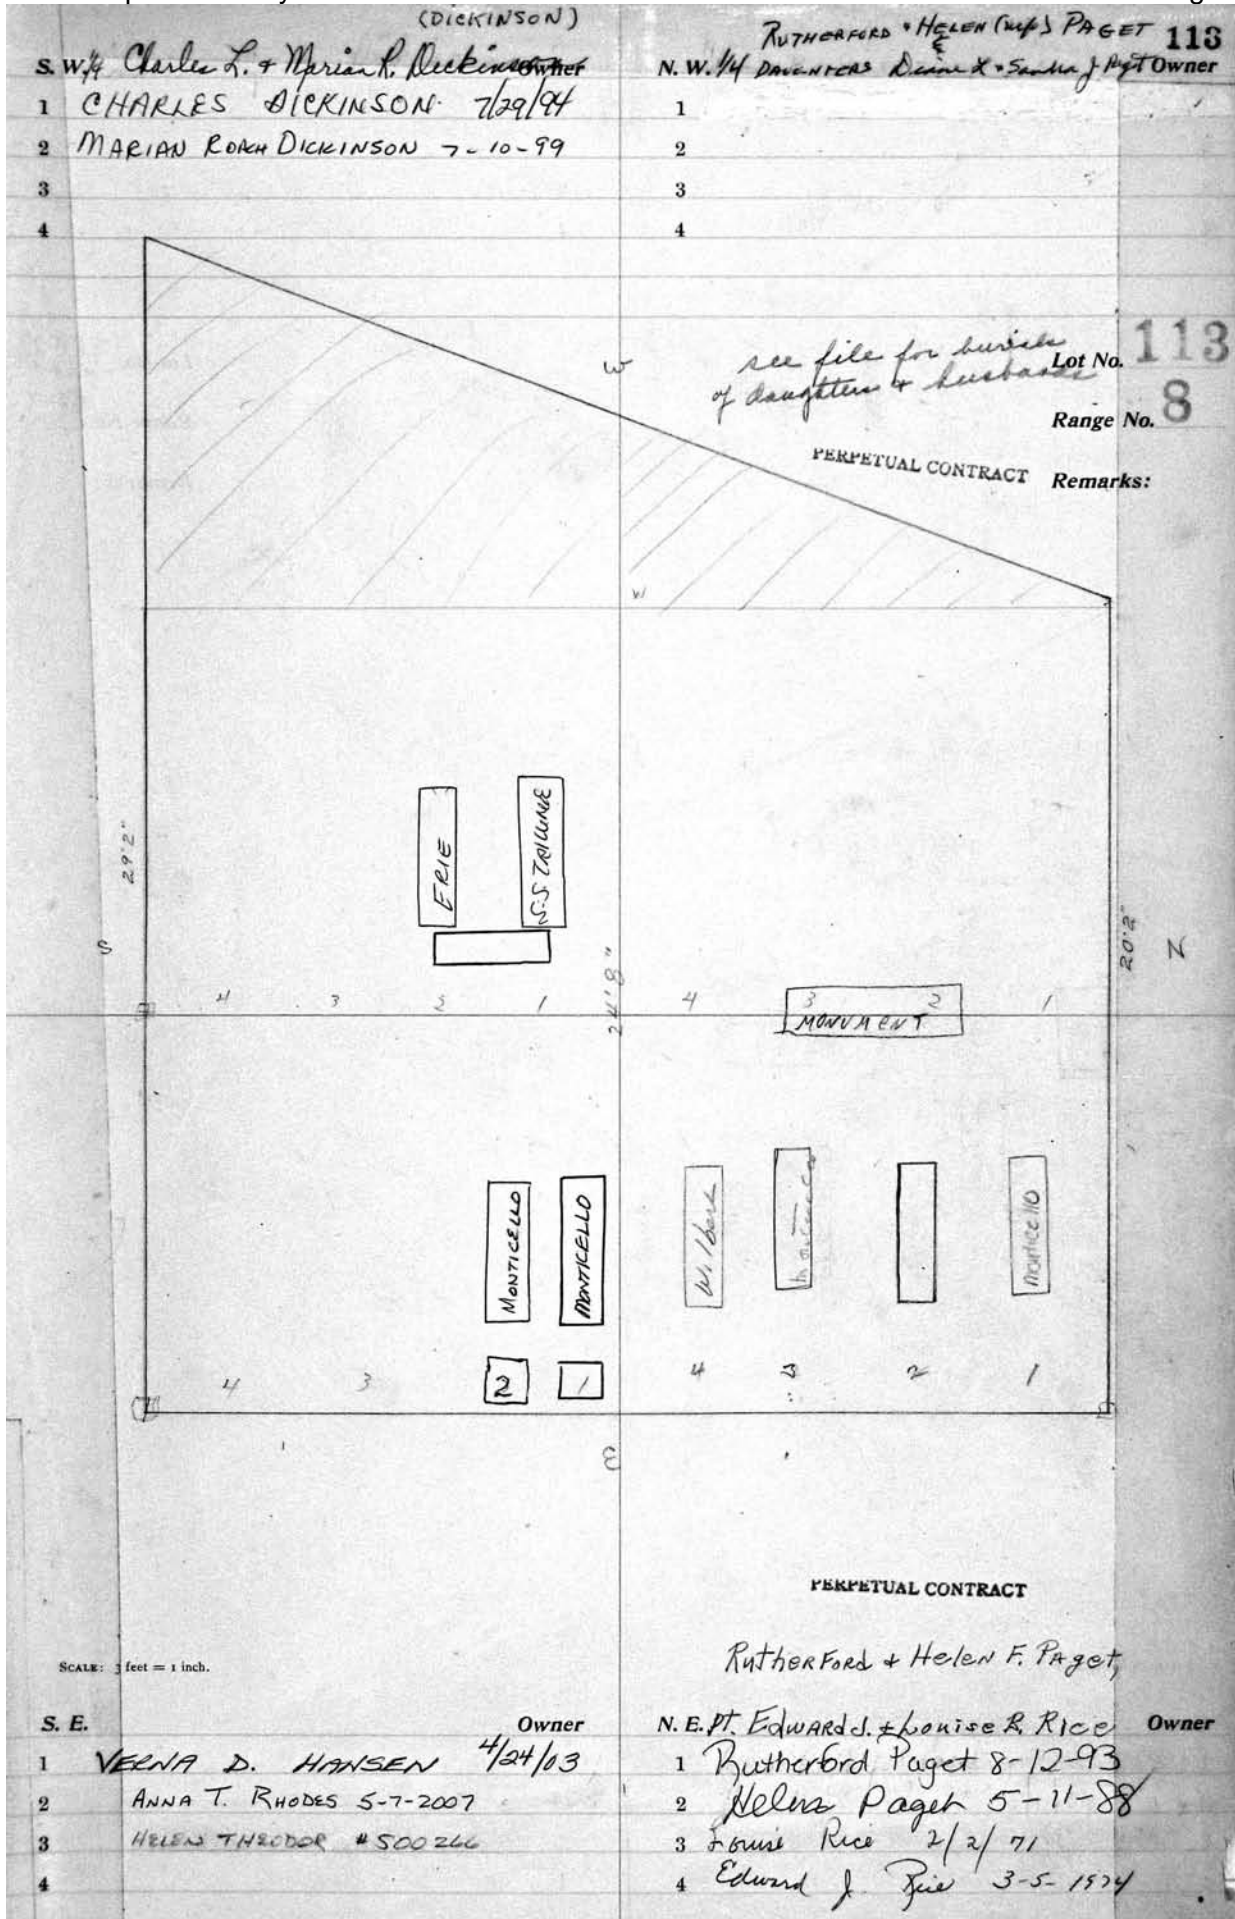 (DICKINSON)
S. W. 1/4 Charles L. + Marian R. Dickinson Owner
1 CHARLES DICKINSON 7/29/94
2 MARIAN ROACH DICKINSON 7-10-99
3
4
RUTHERFORD + HELEN (wife) PAGET 113
&
N. W. 1/4 DAUGHTERS Diane L + Sandra J Paget Owner
1
2
3
4
see file for burials
of daughters + husbands
Lot No. 113
Range No. 8
PERPETUAL CONTRACT Remarks:
W
W
29'2"
ERIE
S-S TRIUNE
S
24'8"
20'2"
N
4 3 2 1 4 3 2 1
MONUMENT
MONTICELLO
MONTICELLO
Wilbert
Monticello
4 3 2 1 4 3 2 1
E
PERPETUAL CONTRACT
SCALE: 3 feet = 1 inch.
Rutherford + Helen F. Paget,
S. E. Owner
1 VERNA D. HANSEN 4/24/03
2 ANNA T. RHODES 5-7-2007
3 HELEN THEODOR # 500266
4
N. E. Pt. Edward J. + Louise R. Rice Owner
1 Rutherford Paget 8-12-93
2 Helen Paget 5-11-88
3 Louise Rice 2/2/71
4 Edward J. Rice 3-5-1974